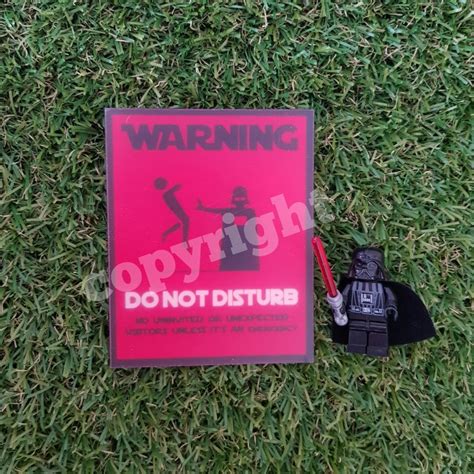 WARNING
copyright
DO NOT DISTURB
NO UNINVITED OR UNEXPECTED
VISITORS UNLESS IT'S AN EMERGENCY